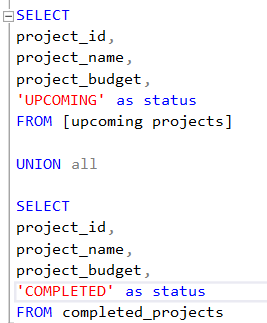 SELECT
project_id,
project_name,
project_budget,
'UPCOMING' as status
FROM [upcoming projects]
UNION all
SELECT
project_id,
project_name,
project_budget,
'COMPLETED' as status
FROM completed_projects